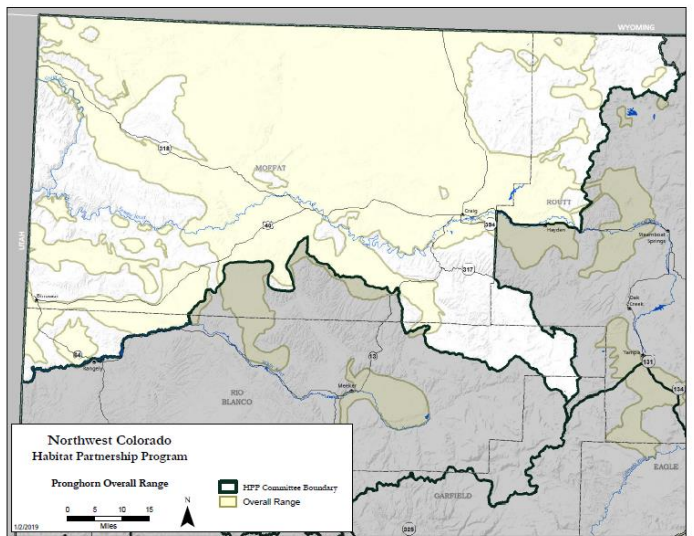 WYOMING
318
MOFFAT
Craig
ROUTT
394
40
Hayden
Steamboat
Springs
UTAH
317
Dinosaur
Oak
Creek
64
Rangely
13
Yampa
131
134
Meeker
RIO
BLANCO
Northwest Colorado
Habitat Partnership Program
Pronghorn Overall Range
N
0 5 10 15
Miles
1/2/2019
HPP Committee Boundary
Overall Range
EAGLE
GARFIELD